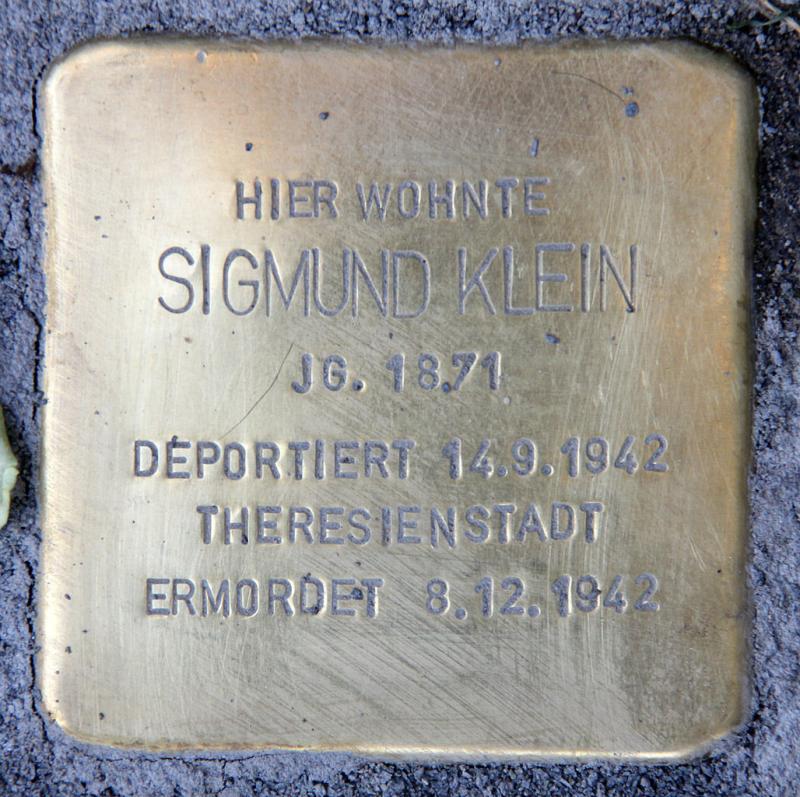 HIER WOHNTE
SIGMUND KLEIN
JG. 1871
DEPORTIERT 14.9.1942
THERESIENSTADT
ERMORDET 8.12.1942